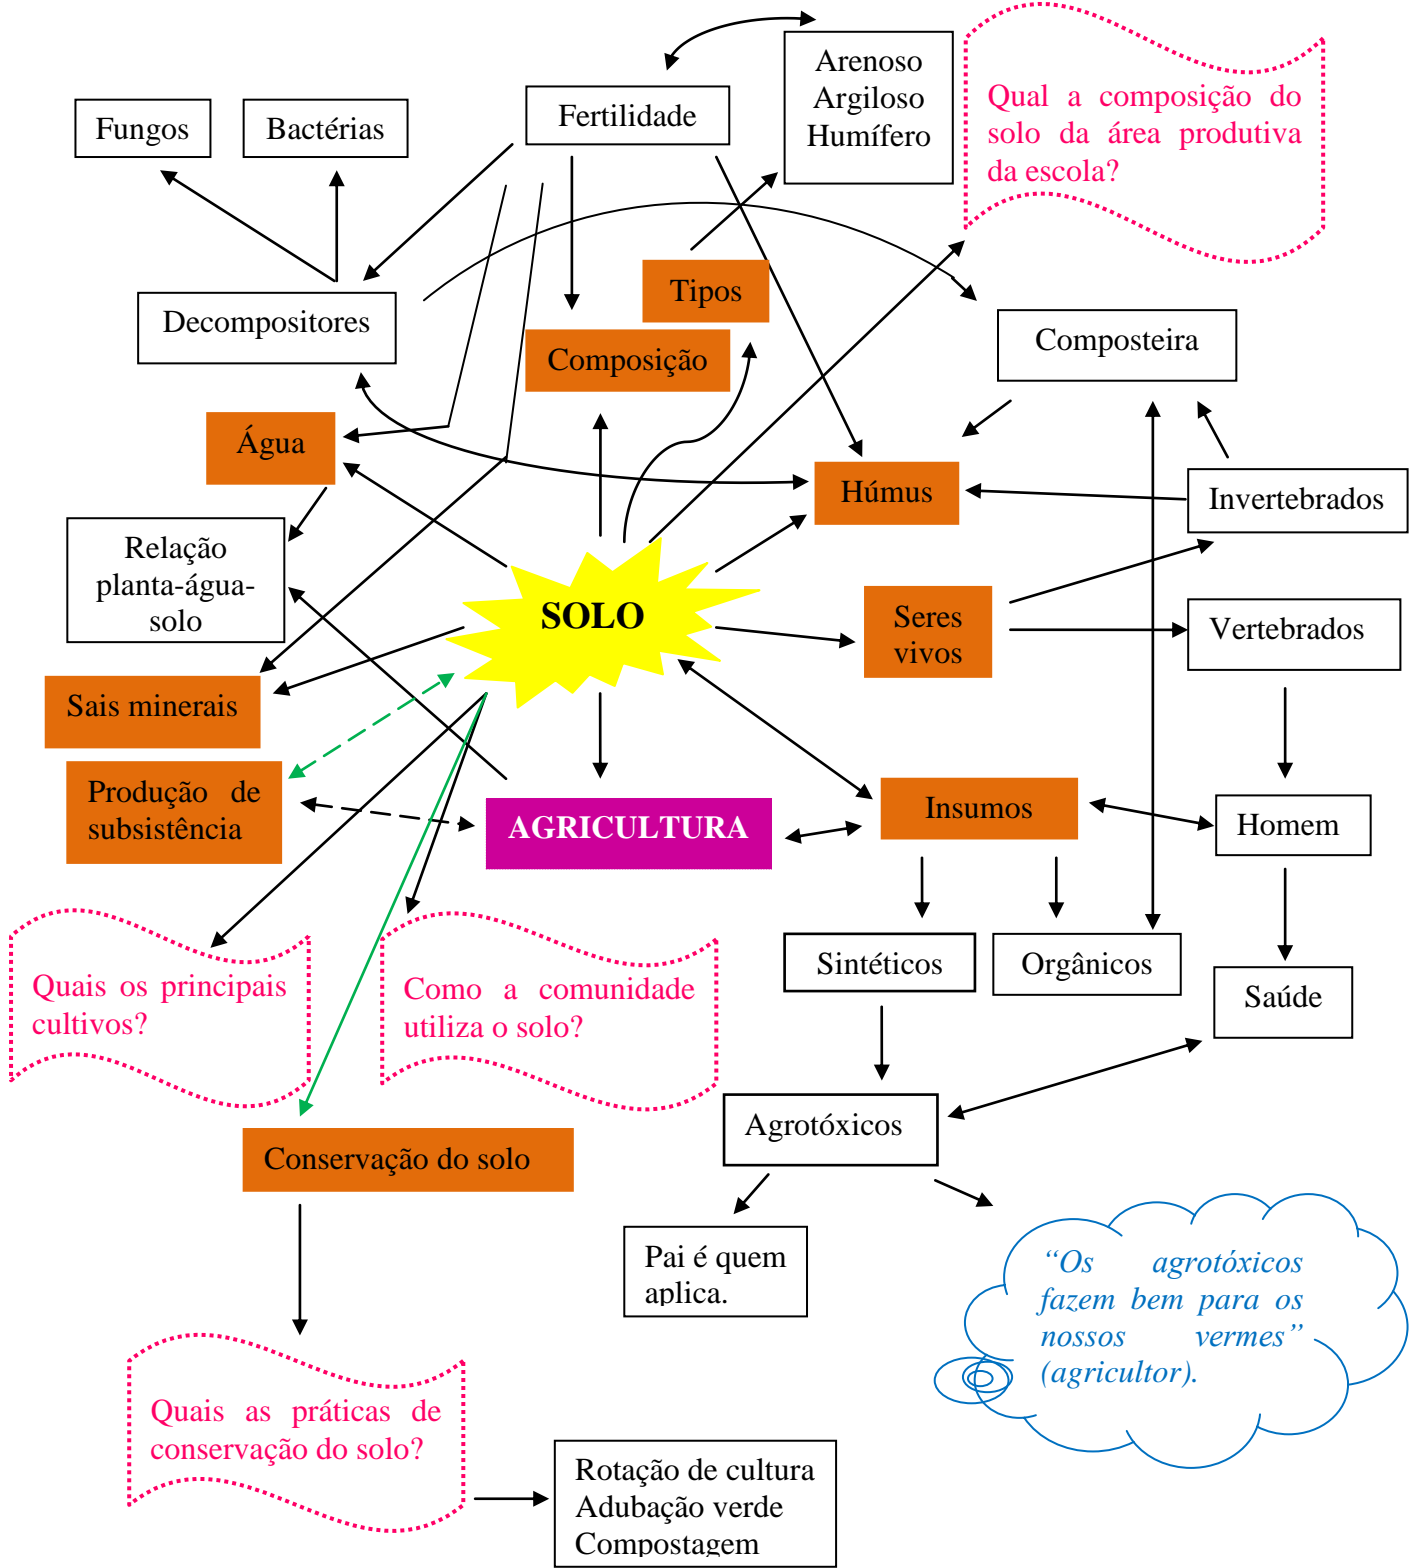 Arenoso
Argiloso
Humífero
Qual a composição do
solo da área produtiva
da escola?
Fungos
Bactérias
Fertilidade
Tipos
Decompositores
Composição
Composteira
Água
Húmus
Invertebrados
Relação
planta-água-
solo
SOLO
Seres
vivos
Vertebrados
Sais minerais
Produção de
subsistência
AGRICULTURA
Insumos
Homem
Quais os principais
cultivos?
Como a comunidade
utiliza o solo?
Sintéticos
Orgânicos
Saúde
Agrotóxicos
Conservação do solo
Pai é quem
aplica.
“Os agrotóxicos
fazem bem para os
nossos vermes”
(agricultor).
Quais as práticas de
conservação do solo?
Rotação de cultura
Adubação verde
Compostagem